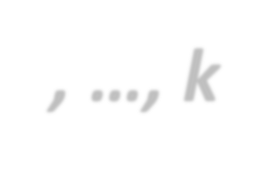 , ..., k